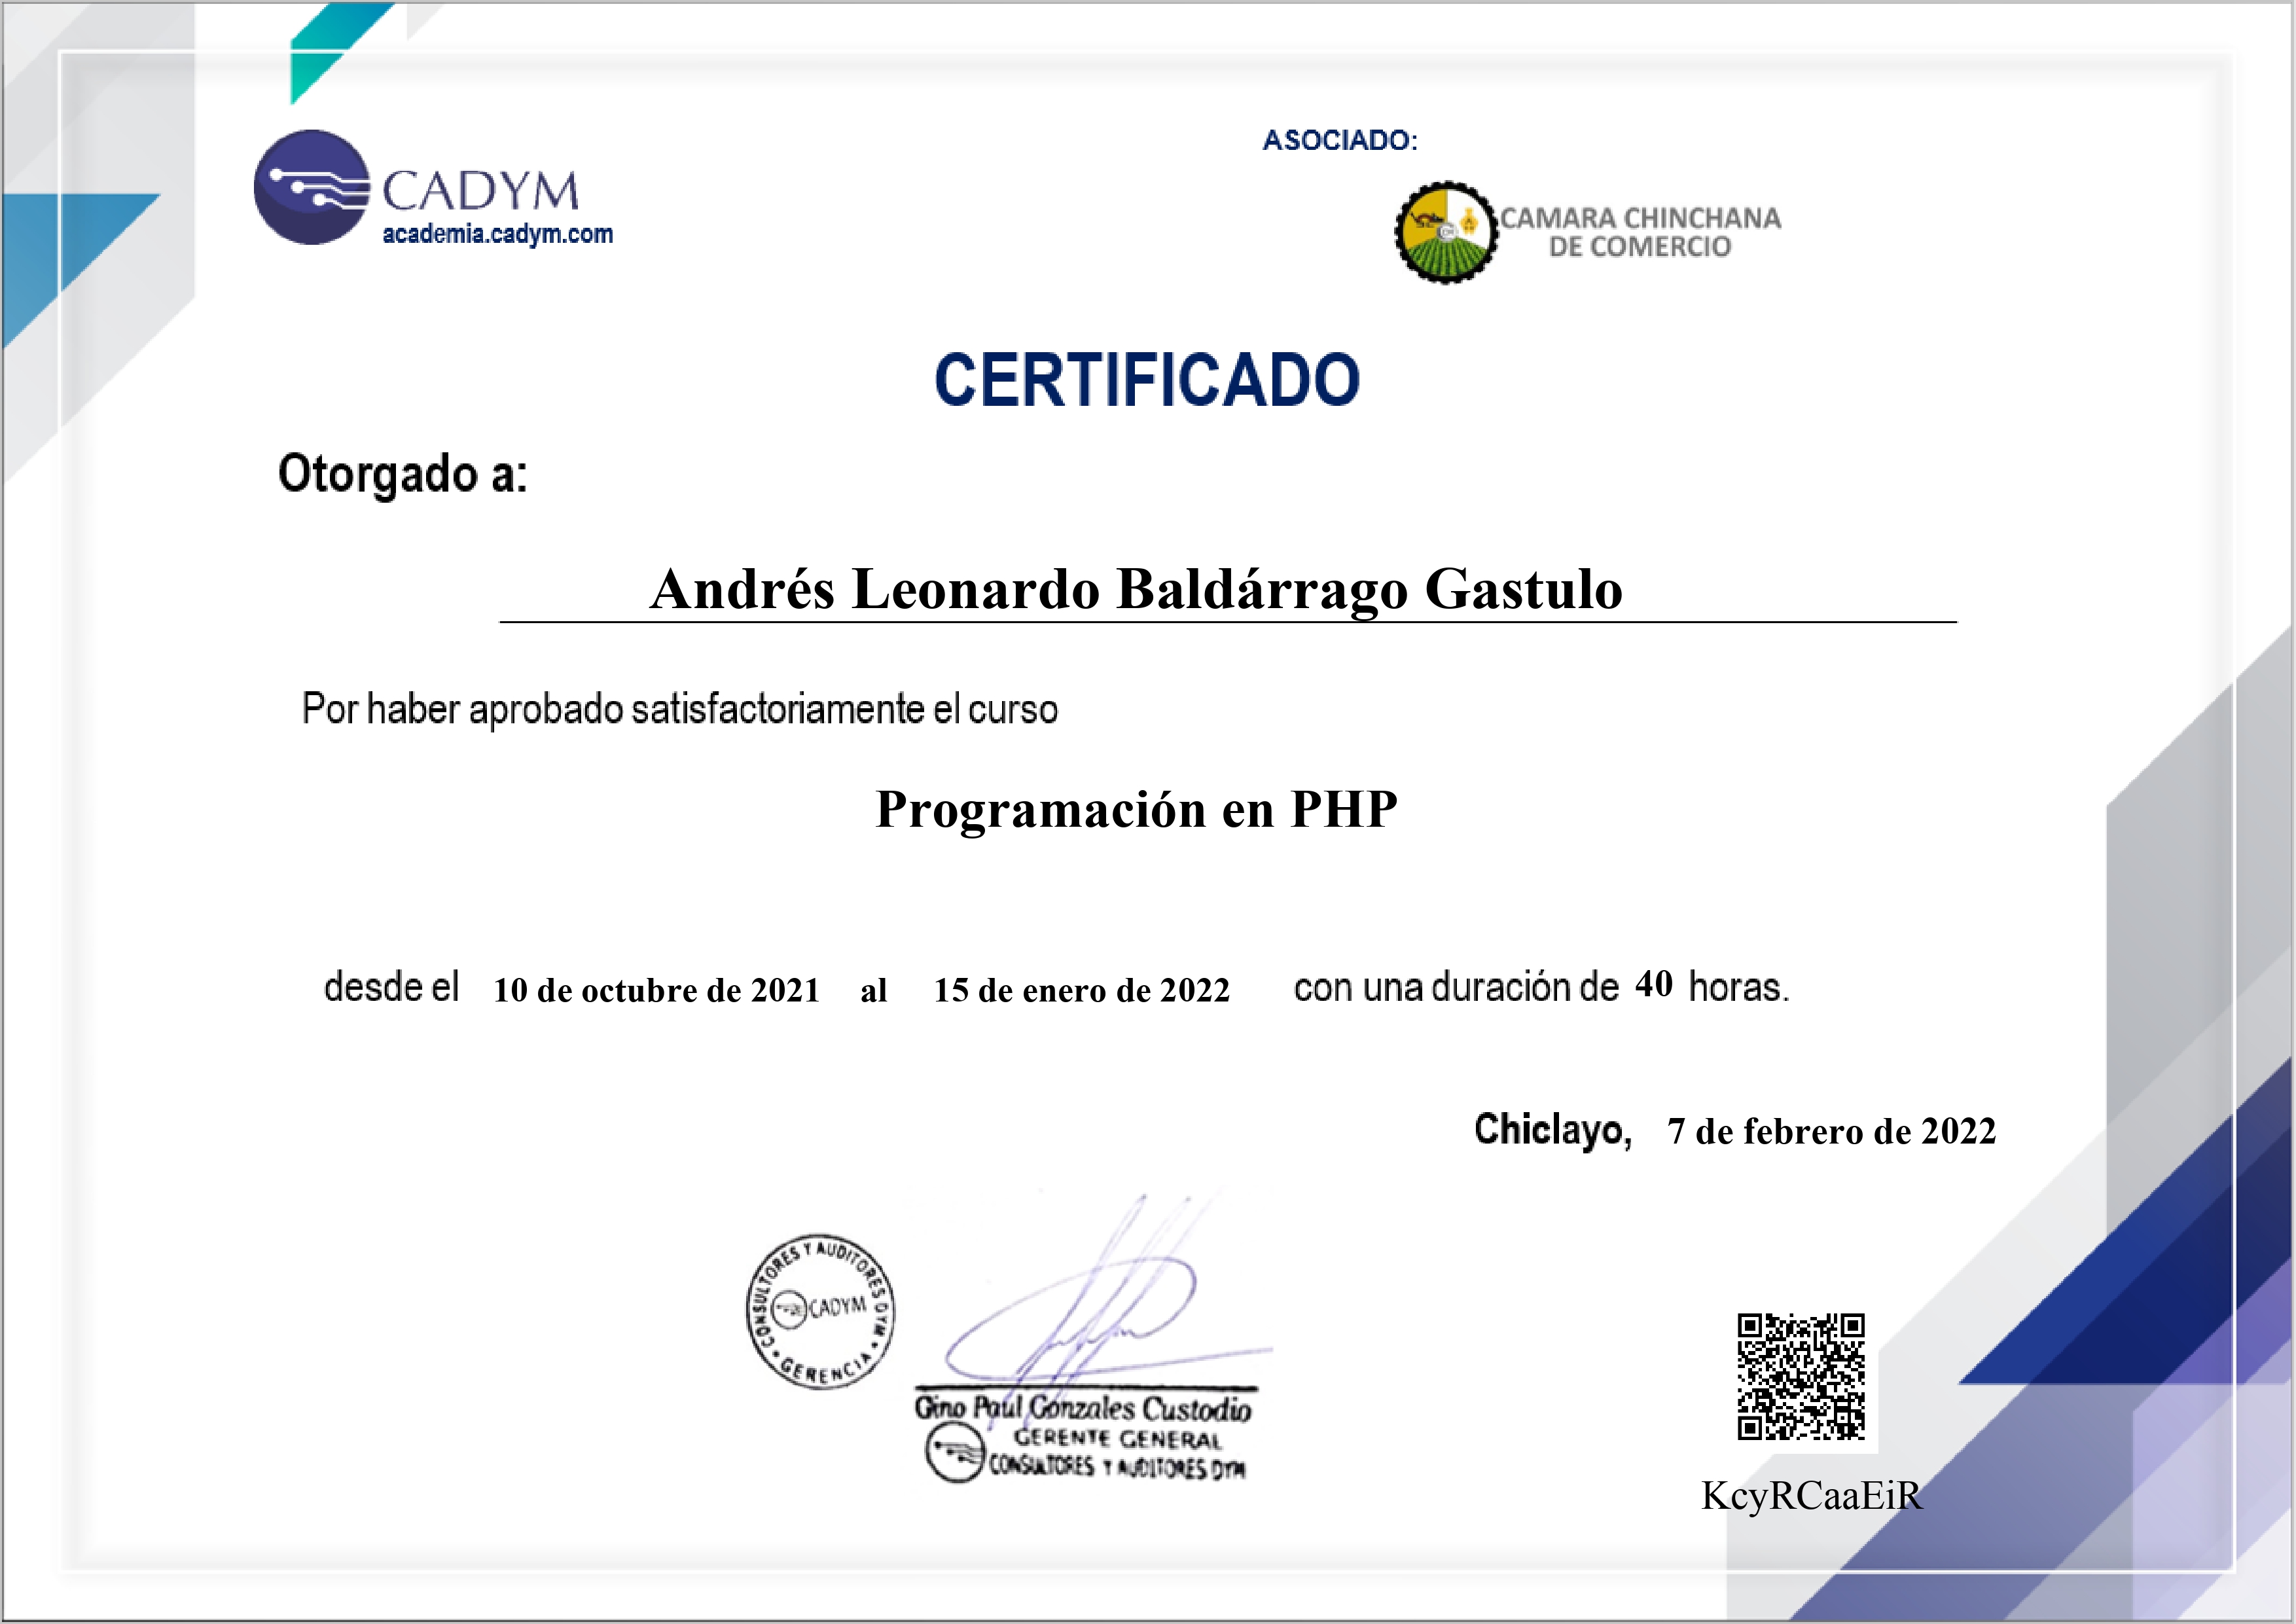 CADYM
academia.cadym.com
ASOCIADO:
CAMARA CHINCHANA
DE COMERCIO
CERTIFICADO
Otorgado a:
Andrés Leonardo Baldárrago Gastulo
Por haber aprobado satisfactoriamente el curso
Programación en PHP
desde el 10 de octubre de 2021 al 15 de enero de 2022 con una duración de 40 horas.
Chiclayo, 7 de febrero de 2022
CONSULTORES Y AUDITORES DYM
CADYM
GERENCIA
Gino Paul Gonzales Custodio
GERENTE GENERAL
CONSULTORES Y AUDITORES DYM
KcyRCaaEiR